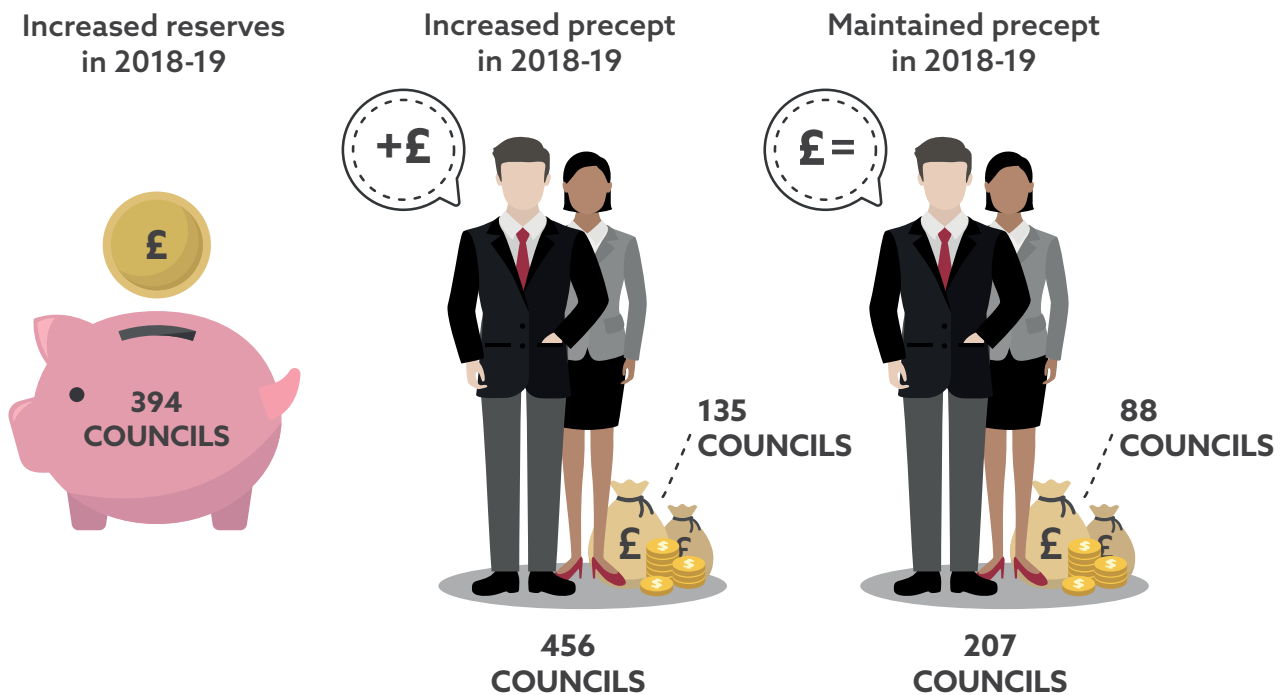 Increased reserves
in 2018-19
£
394
COUNCILS
Increased precept
in 2018-19
+£
135
COUNCILS
£
£
$
$
$
456
COUNCILS
Maintained precept
in 2018-19
£=
88
COUNCILS
£
£
$
$
$
207
COUNCILS